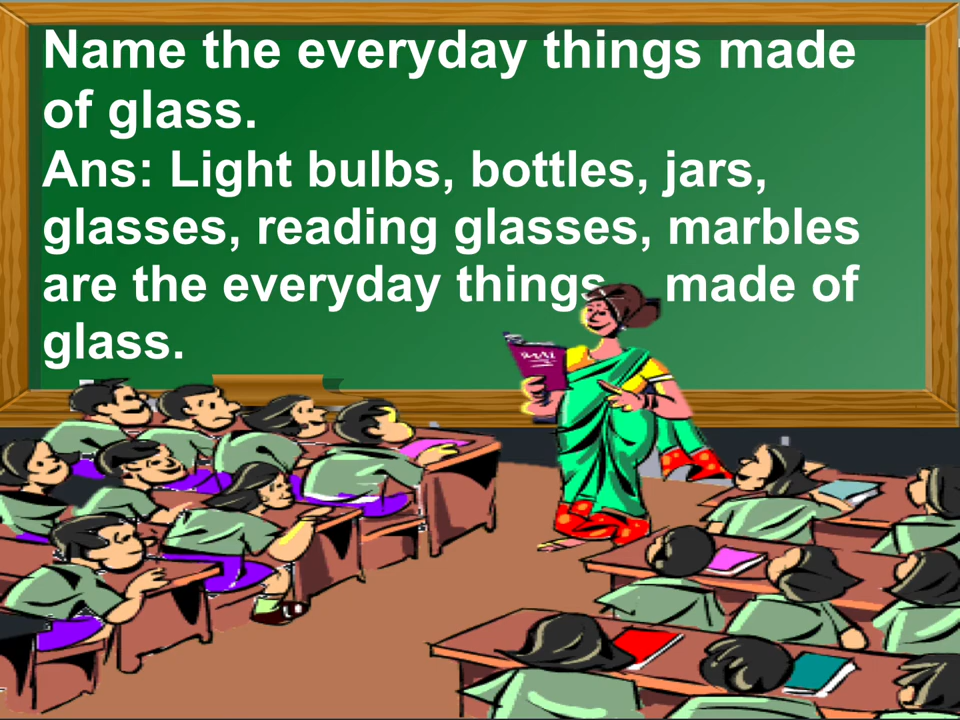 Name the everyday things made
of glass.
Ans: Light bulbs, bottles, jars,
glasses, reading glasses, marbles
are the everyday things made of
glass.